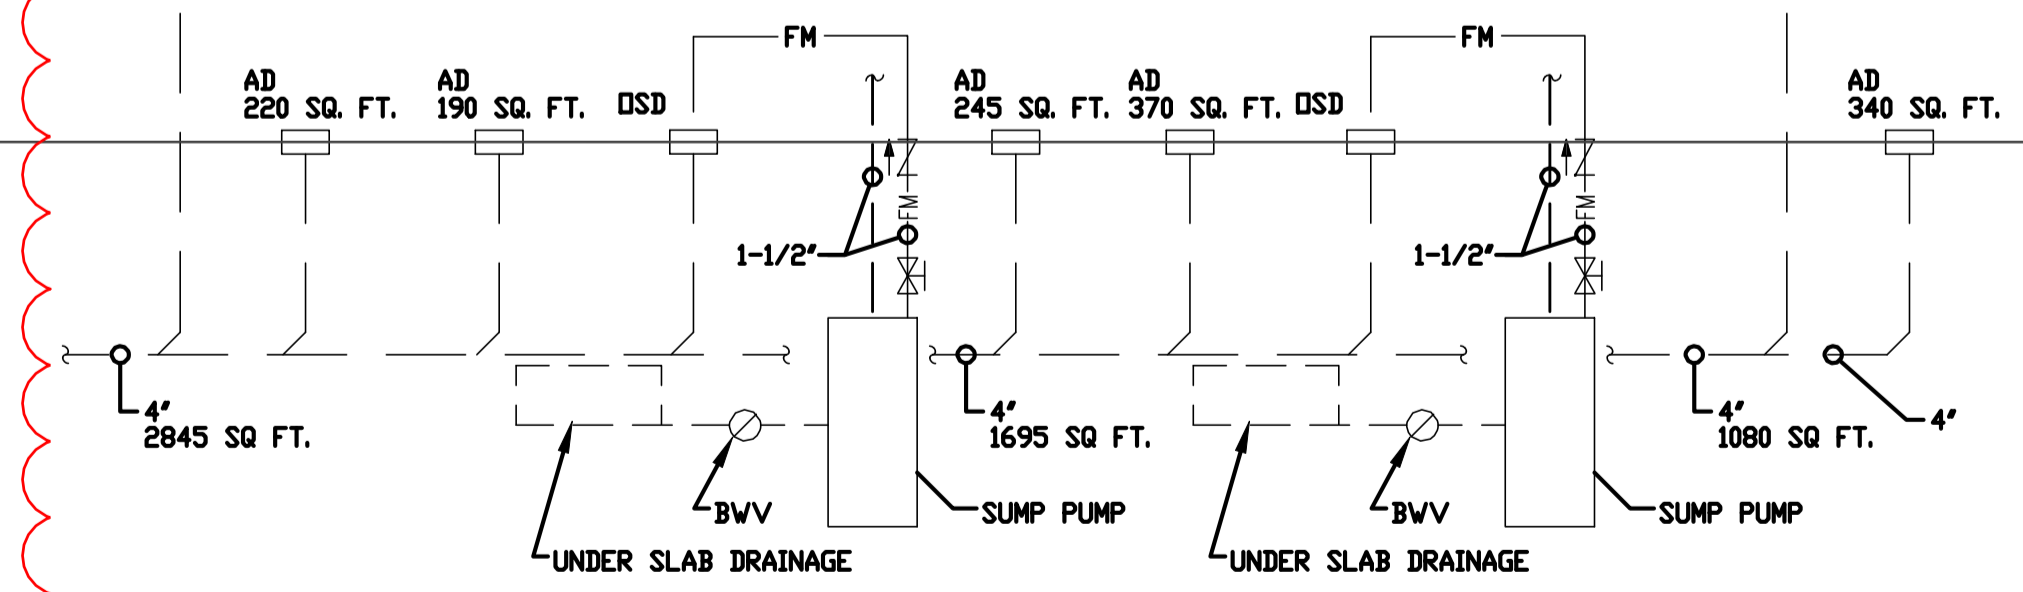 FM
FM
AD
220 SQ. FT.
AD
190 SQ. FT.
OSD
AD
245 SQ. FT.
AD
370 SQ. FT.
OSD
AD
340 SQ. FT.
FM
FM
1-1/2"
1-1/2"
4"
2845 SQ FT.
4"
1695 SQ FT.
4"
1080 SQ FT.
4"
BWV
SUMP PUMP
BWV
SUMP PUMP
UNDER SLAB DRAINAGE
UNDER SLAB DRAINAGE